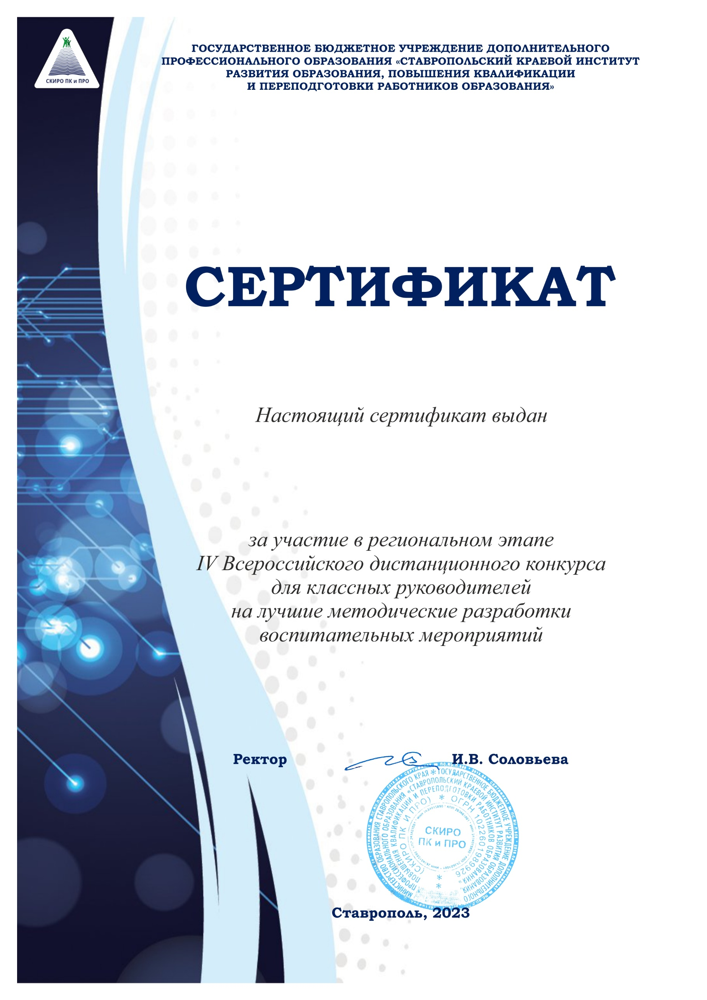 СКИРО ПК и ПРО
ГОСУДАРСТВЕННОЕ БЮДЖЕТНОЕ УЧРЕЖДЕНИЕ ДОПОЛНИТЕЛЬНОГО
ПРОФЕССИОНАЛЬНОГО ОБРАЗОВАНИЯ «СТАВРОПОЛЬСКИЙ КРАЕВОЙ ИНСТИТУТ
РАЗВИТИЯ ОБРАЗОВАНИЯ, ПОВЫШЕНИЯ КВАЛИФИКАЦИИ
И ПЕРЕПОДГОТОВКИ РАБОТНИКОВ ОБРАЗОВАНИЯ»
СЕРТИФИКАТ
Настоящий сертификат выдан
за участие в региональном этапе
IV Всероссийского дистанционного конкурса
для классных руководителей
на лучшие методические разработки
воспитательных мероприятий
Ректор И.В. Соловьева
МИНИСТЕРСТВО ОБРАЗОВАНИЯ СТАВРОПОЛЬСКОГО КРАЯ * ГОСУДАРСТВЕННОЕ БЮДЖЕТНОЕ УЧРЕЖДЕНИЕ ДОПОЛНИТЕЛЬНОГО
ПРОФЕССИОНАЛЬНОГО ОБРАЗОВАНИЯ «СТАВРОПОЛЬСКИЙ КРАЕВОЙ ИНСТИТУТ РАЗВИТИЯ ОБРАЗОВАНИЯ,
ПОВЫШЕНИЯ КВАЛИФИКАЦИИ И ПЕРЕПОДГОТОВКИ РАБОТНИКОВ ОБРАЗОВАНИЯ»
(СКИРО ПК И ПРО) * ОГРН 1022601989926
СКИРО
ПК и ПРО
Ставрополь, 2023